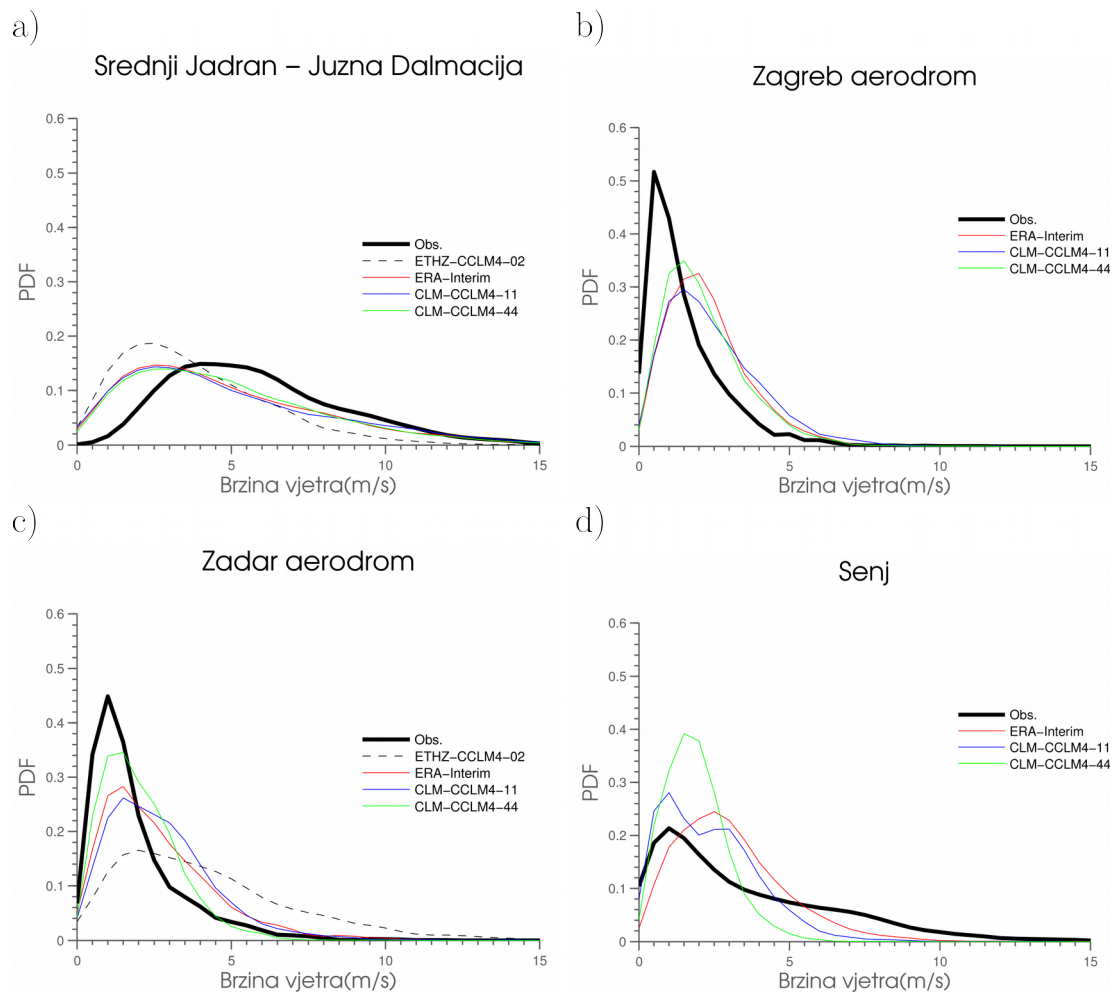 a)
Srednji Jadran – Juzna Dalmacija
PDF
0.6
0.5
0.4
0.3
0.2
0.1
0
Obs.
ETHZ–CCLM4–02
ERA–Interim
CLM–CCLM4–11
CLM–CCLM4–44
0 5 10 15
Brzina vjetra(m/s)
b)
Zagreb aerodrom
PDF
0.6
0.5
0.4
0.3
0.2
0.1
0
Obs.
ERA–Interim
CLM–CCLM4–11
CLM–CCLM4–44
0 5 10 15
Brzina vjetra(m/s)
c)
Zadar aerodrom
PDF
0.6
0.5
0.4
0.3
0.2
0.1
0
Obs.
ETHZ–CCLM4–02
ERA–Interim
CLM–CCLM4–11
CLM–CCLM4–44
0 5 10 15
Brzina vjetra(m/s)
d)
Senj
PDF
0.6
0.5
0.4
0.3
0.2
0.1
0
Obs.
ERA–Interim
CLM–CCLM4–11
CLM–CCLM4–44
0 5 10 15
Brzina vjetra(m/s)